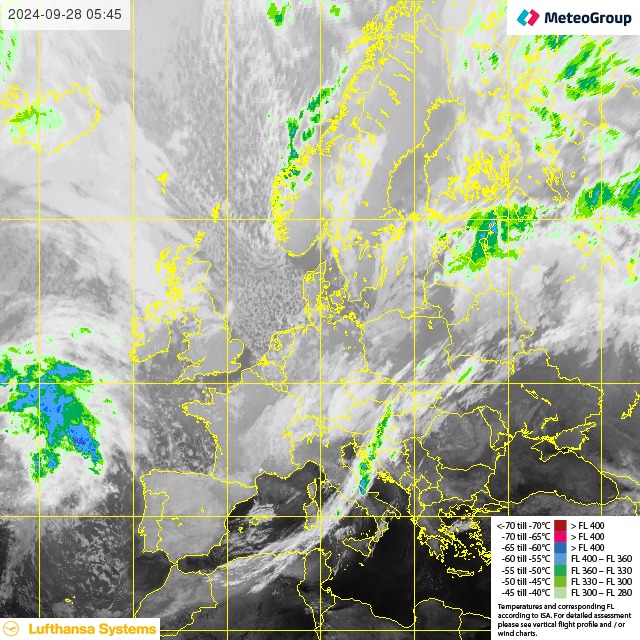 2024-09-28 05:45
MeteoGroup
<-70 till -70°C > FL 400
-70 till -65°C > FL 400
-65 till -60°C > FL 400
-60 till -55°C FL 400 – FL 360
-55 till -50°C FL 360 – FL 330
-50 till -45°C FL 330 – FL 300
-45 till -40°C FL 300 – FL 280
Temperatures and corresponding FL
according to ISA. For detailed assessment
please see vertical flight profile and / or
wind charts.
Lufthansa Systems